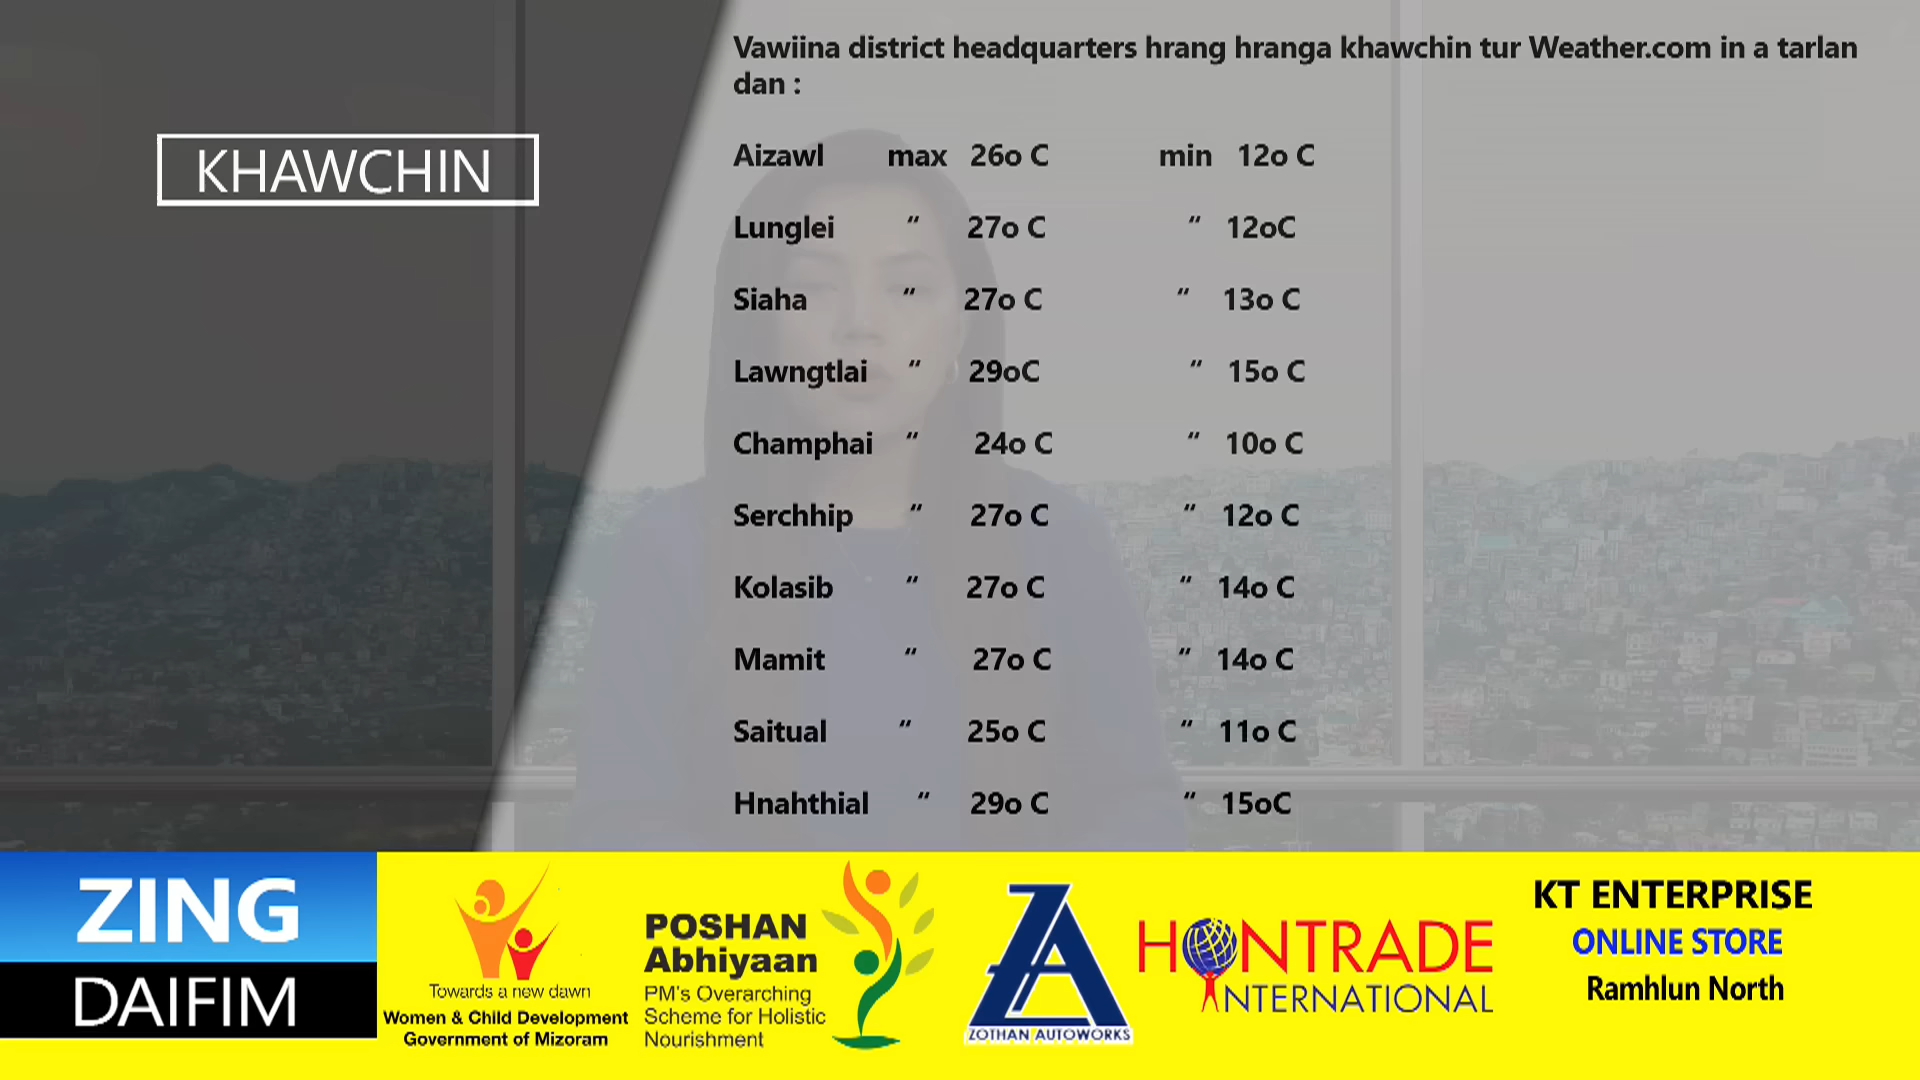 Vawiina district headquarters hrang hranga khawchin tur Weather.com in a tarlan
dan :
KHAWCHIN
Aizawl max 26o C min 12o C
Lunglei “ 27o C “ 12oC
Siaha “ 27o C “ 13o C
Lawngtlai “ 29oC “ 15o C
Champhai “ 24o C “ 10o C
Serchhip “ 27o C “ 12o C
Kolasib “ 27o C “ 14o C
Mamit “ 27o C “ 14o C
Saitual “ 25o C “ 11o C
Hnahthial “ 29o C “ 15oC
ZING
DAIFIM
Towards a new dawn
Women & Child Development
Government of Mizoram
POSHAN
Abhiyaan
PM's Overarching
Scheme for Holistic
Nourishment
ZA
ZOTHAN AUTOWORKS
HONTRADE
INTERNATIONAL
KT ENTERPRISE
ONLINE STORE
Ramhlun North